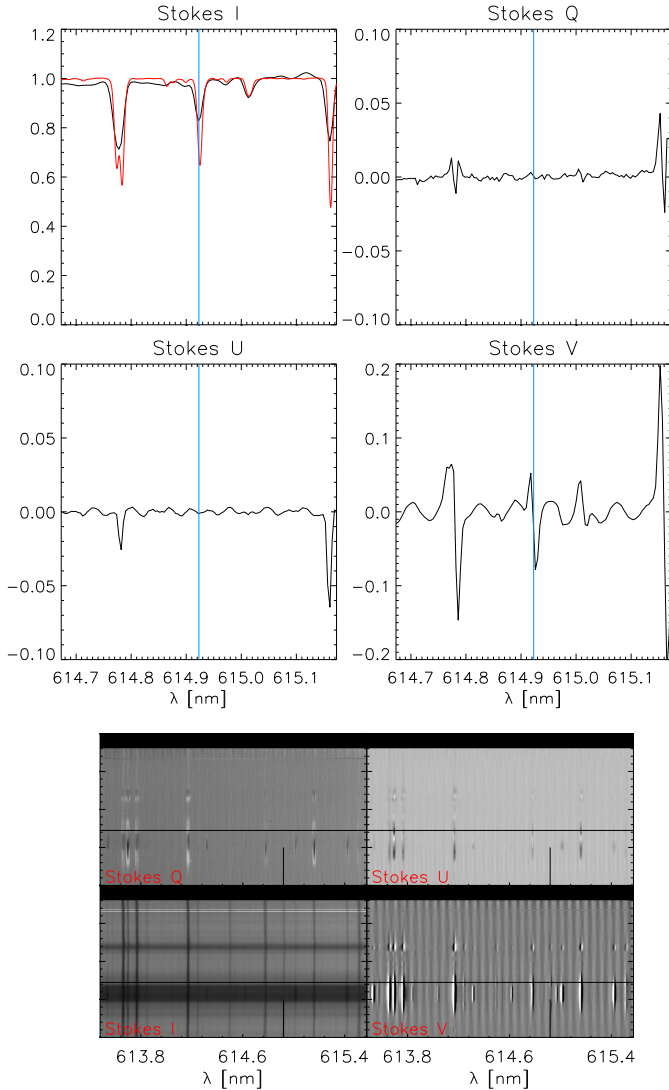 Stokes I
Stokes Q
1.2
1.0
0.8
0.6
0.4
0.2
0.0
0.10
0.05
0.00
−0.05
−0.10
Stokes U
Stokes V
0.10
0.05
0.00
−0.05
−0.10
0.2
0.1
0.0
−0.1
−0.2
614.7 614.8 614.9 615.0 615.1
614.7 614.8 614.9 615.0 615.1
λ [nm]
λ [nm]
Stokes Q
Stokes U
Stokes I
Stokes V
613.8 614.6 615.4
613.8 614.6 615.4
λ [nm]
λ [nm]